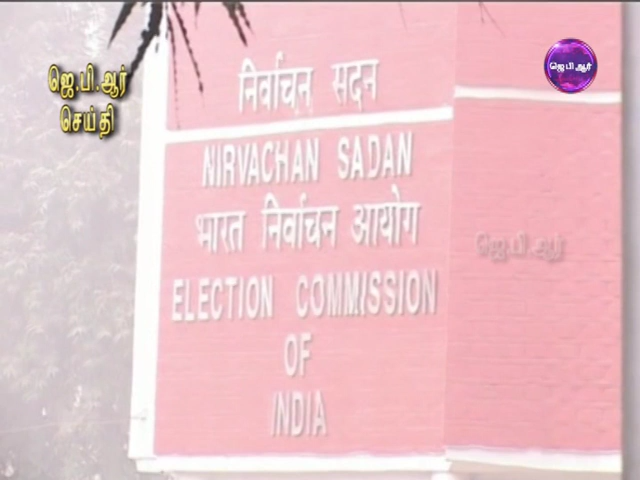 ஜெ.பி.ஆர்
செய்தி
ஜெ பி ஆர்
निर्वाचन सदन
NIRVACHAN SADAN
भारत निर्वाचन आयोग
ELECTION COMMISSION
OF
INDIA
ஜெ.பி.ஆர்